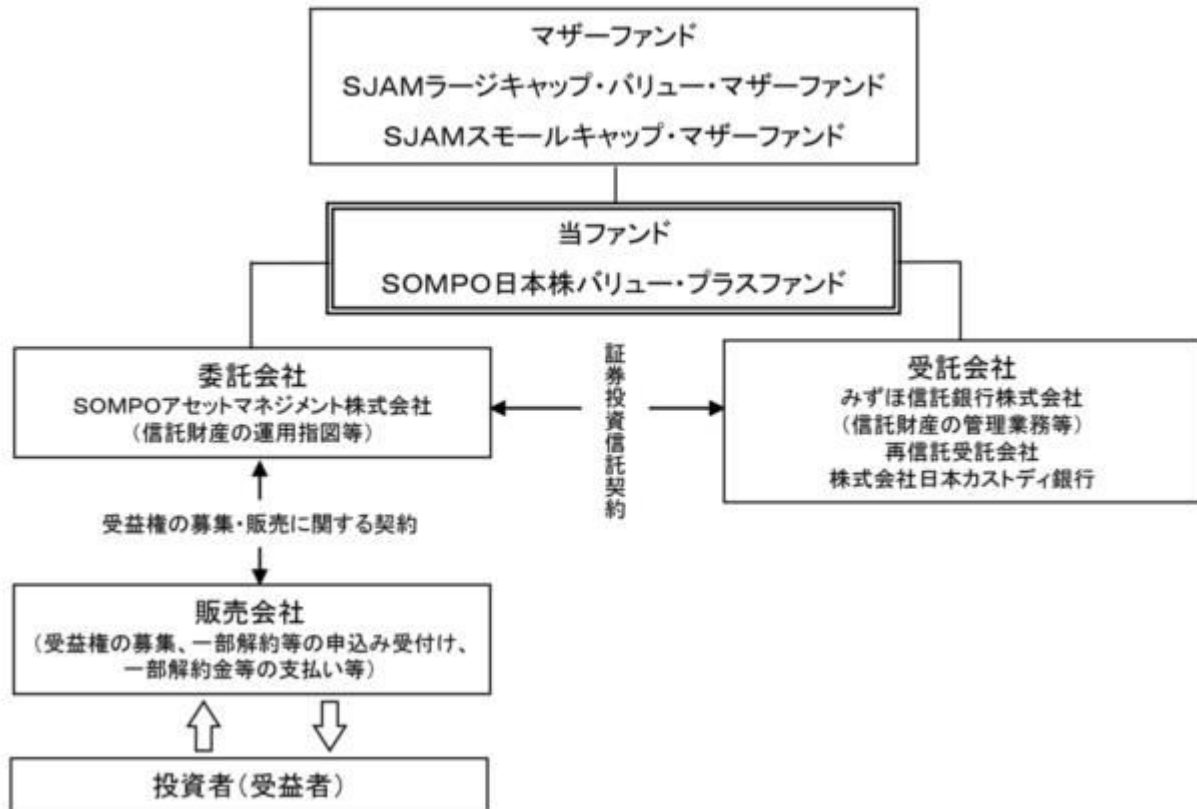 マザーファンド
SJAMラージキャップ・バリュー・マザーファンド
SJAMスモールキャップ・マザーファンド
当ファンド
SOMPO日本株バリュー・プラスファンド
委託会社
SOMPOアセットマネジメント株式会社
(信託財産の運用指図等)
証券投資信託契約
受託会社
みずほ信託銀行株式会社
(信託財産の管理業務等)
再信託受託会社
株式会社日本カストディ銀行
受益権の募集・販売に関する契約
販売会社
(受益権の募集、一部解約等の申込み受付け、
一部解約金等の支払い等)
投資者(受益者)